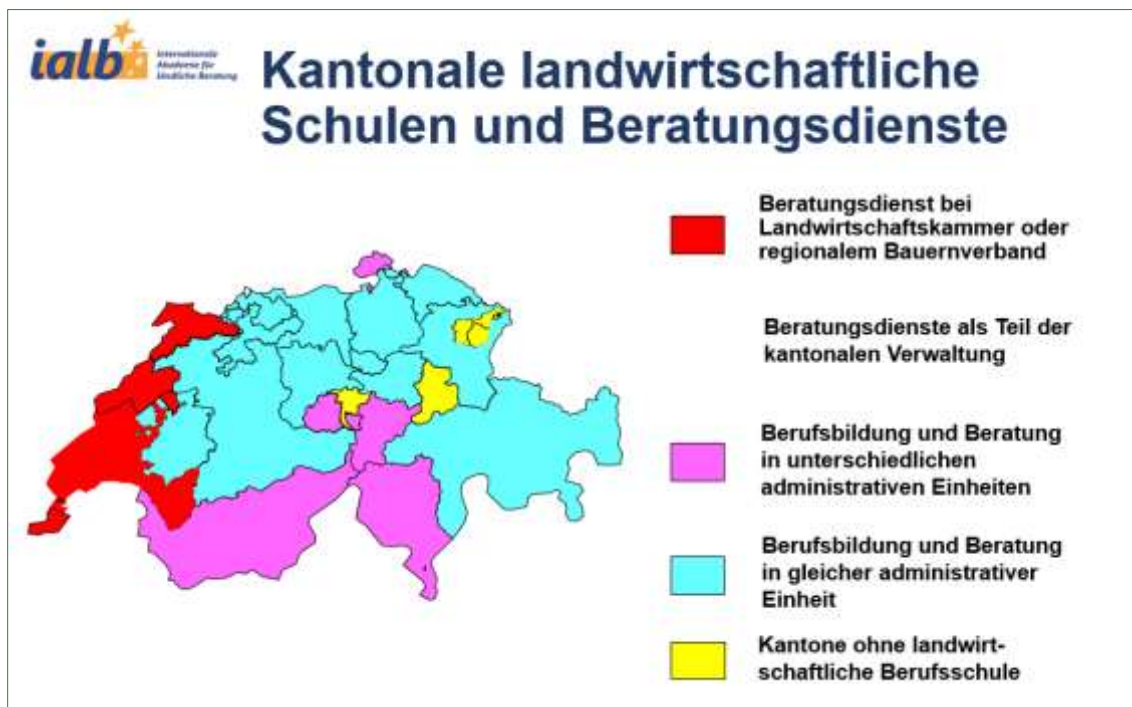 ialb
Internationale
Akademie für
ländliche Beratung
Kantonale landwirtschaftliche
Schulen und Beratungsdienste
Beratungsdienst bei
Landwirtschaftskammer oder
regionalem Bauernverband
Beratungsdienste als Teil der
kantonalen Verwaltung
Berufsbildung und Beratung
in unterschiedlichen
administrativen Einheiten
Berufsbildung und Beratung
in gleicher administrativer
Einheit
Kantone ohne landwirt-
schaftliche Berufsschule